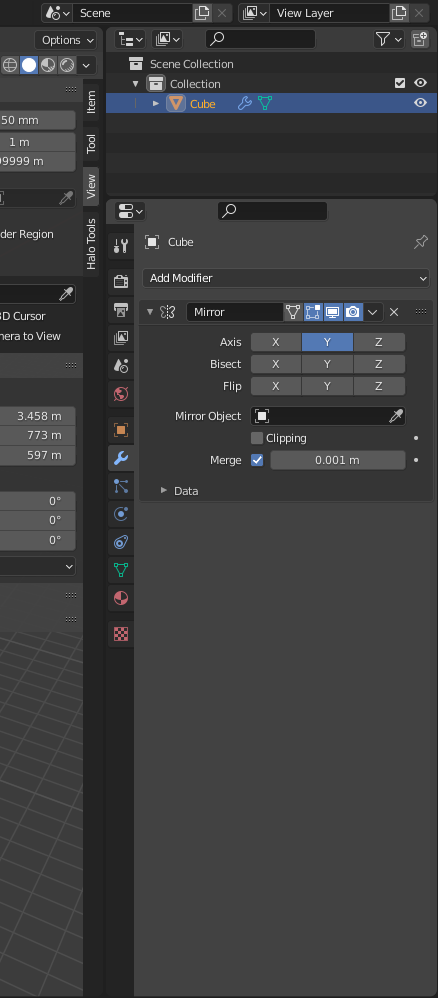 Scene
View Layer
Options
Scene Collection
Collection
Cube
50 mm
1 m
99999 m
Item
Tool
View
Halo Tools
der Region
3D Cursor
era to View
3.458 m
773 m
597 m
0°
0°
0°
Cube
Add Modifier
Mirror
Axis X Y Z
Bisect X Y Z
Flip X Y Z
Mirror Object
Clipping
Merge 0.001 m
Data